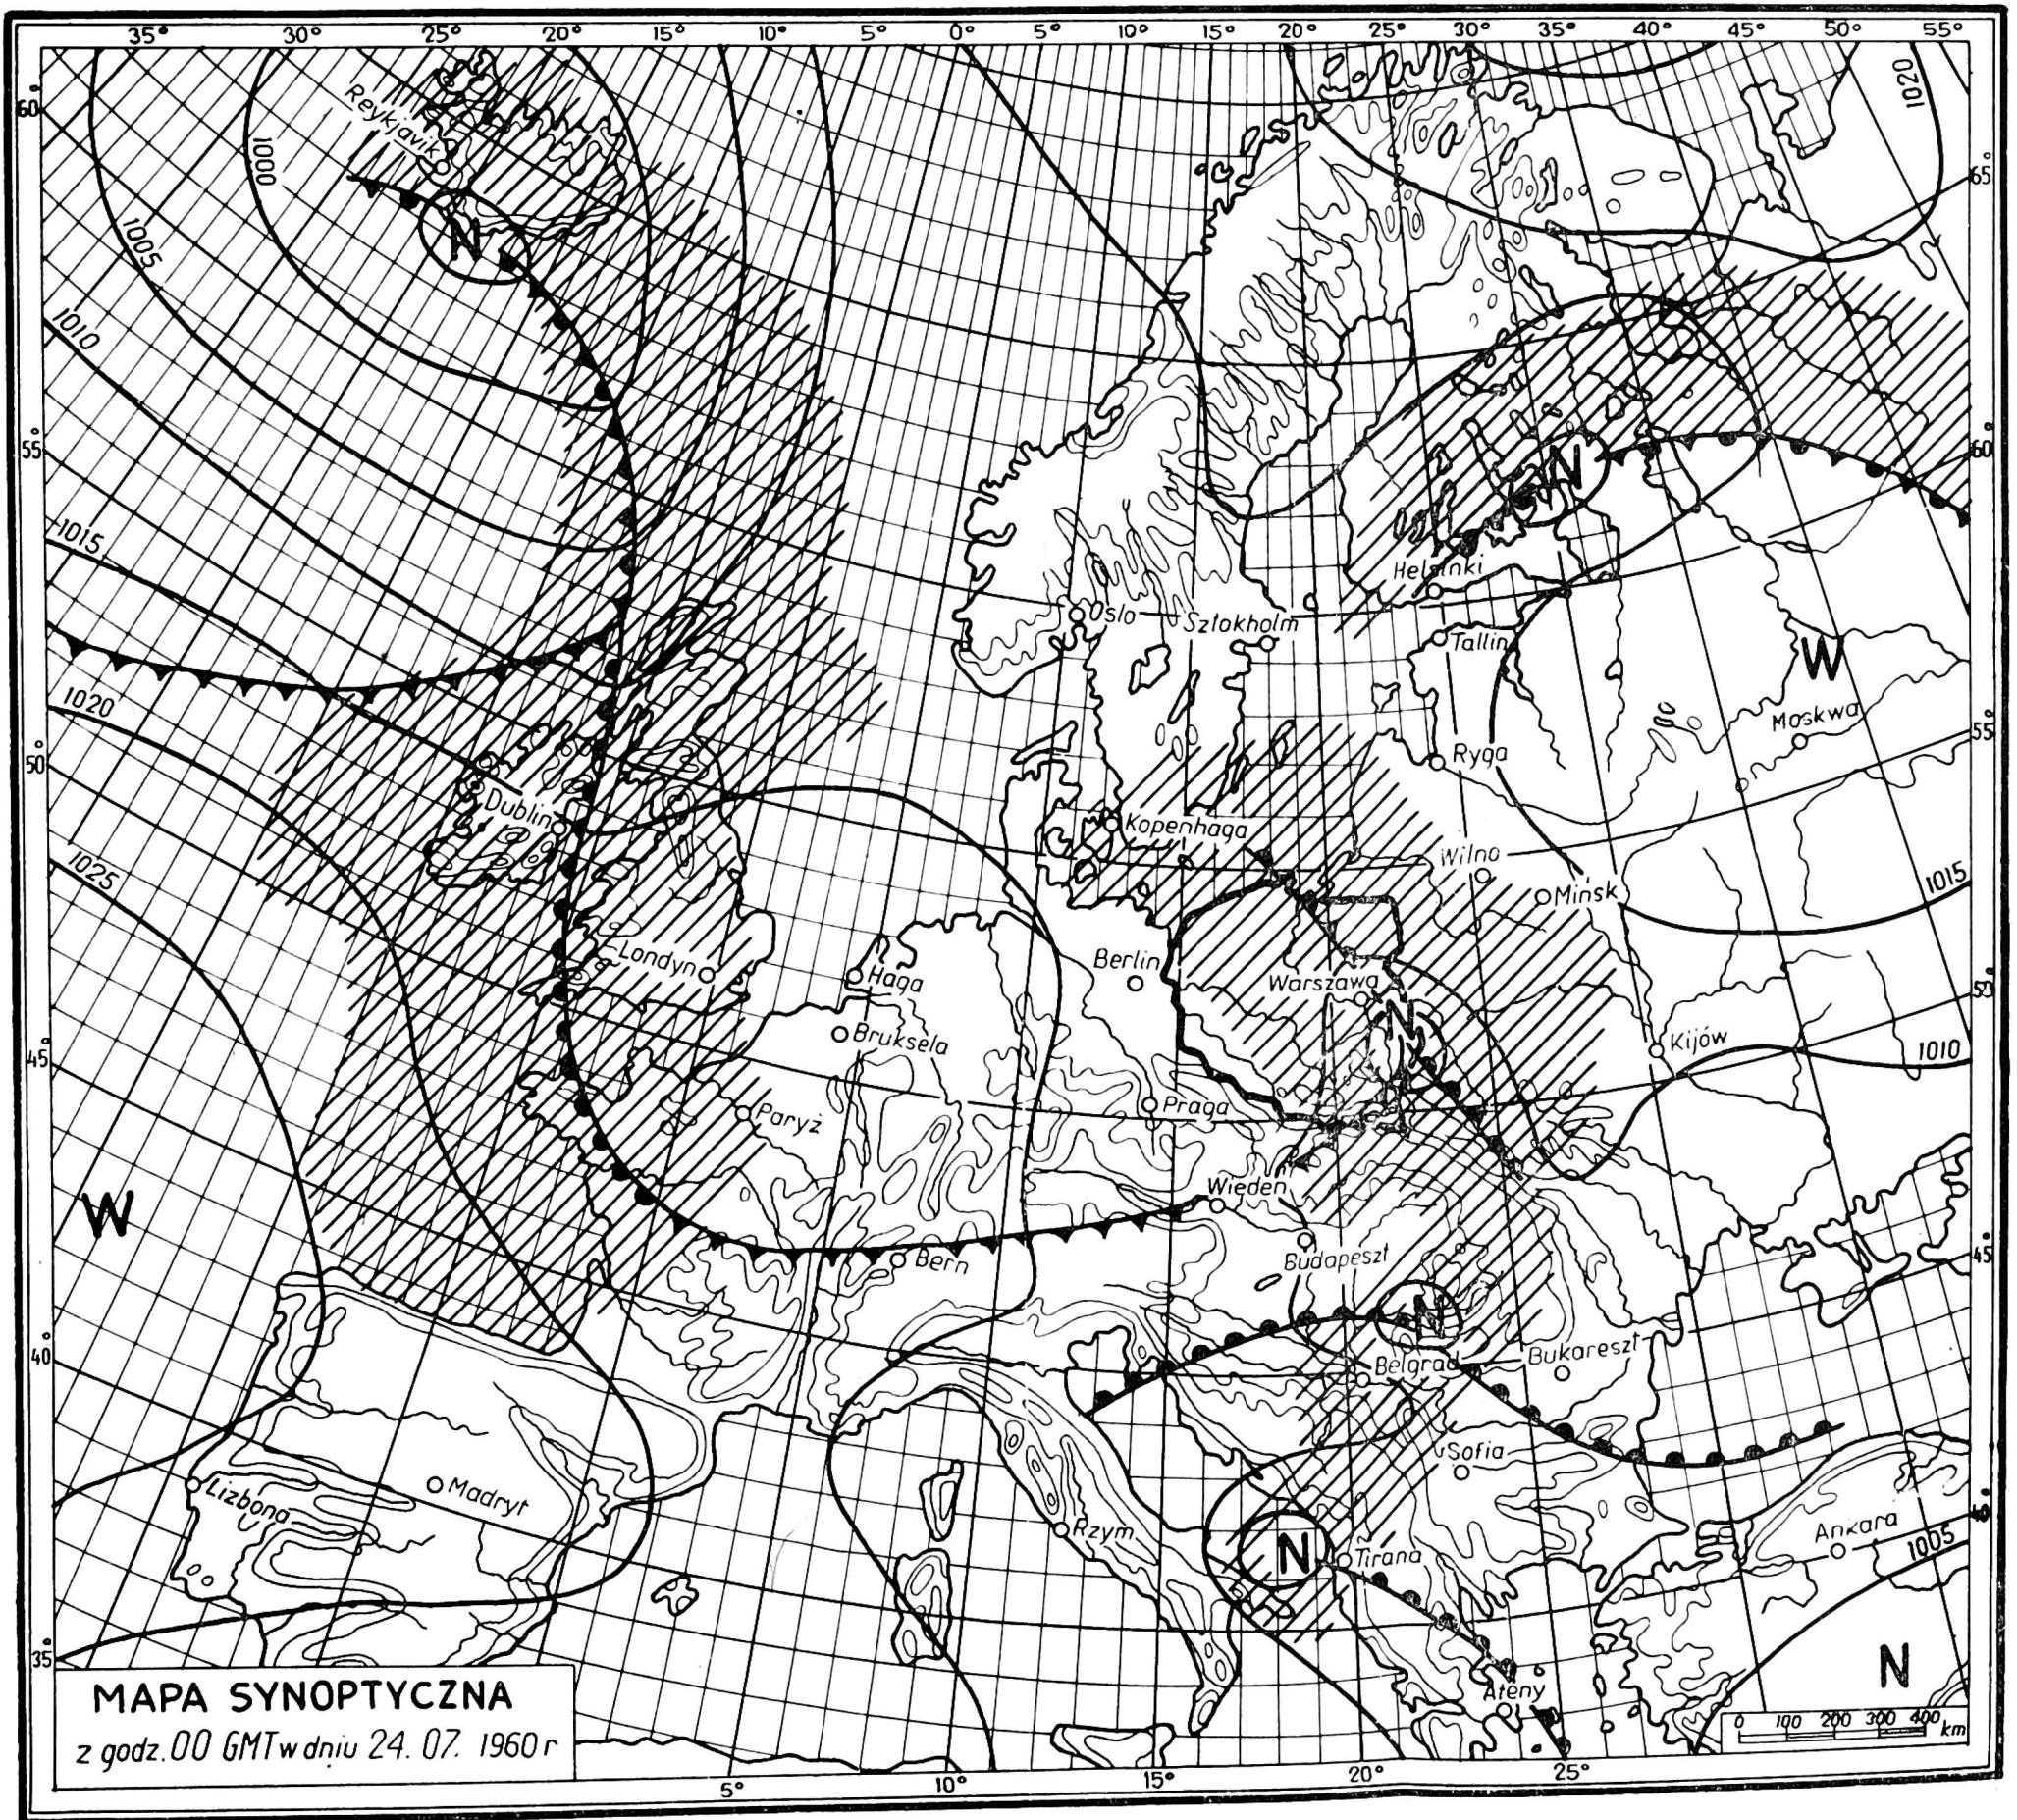 35° 30° 25° 20° 15° 10° 5° 0° 5° 10° 15° 20° 25° 30° 35° 40° 45° 50° 55°
60°
1020
Reykjavik
1000
65°
N
1005
1010
55°
60°
N
1015
Helsinki
Oslo
Sztokholm
Tallin
W
1020
Moskwa
55°
50°
Ryga
Dublin
Kopenhaga
Wilno
1025
Mińsk
1015
Londyn
Haga
Berlin
Warszawa
50°
N
Bruksela
Kijów
1010
45°
Paryż
Praga
W
Wiedeń
Bern
Budapeszt
45°
N
40°
Belgrad
Bukareszt
Sofia
Lizbona
Madryt
40°
Rzym
Ankara
N
Tirana
1005
35°
N
Ateny
MAPA SYNOPTYCZNA
z godz. 00 GMT w dniu 24. 07. 1960 r
0 100 200 300 400 km
5° 10° 15° 20° 25°